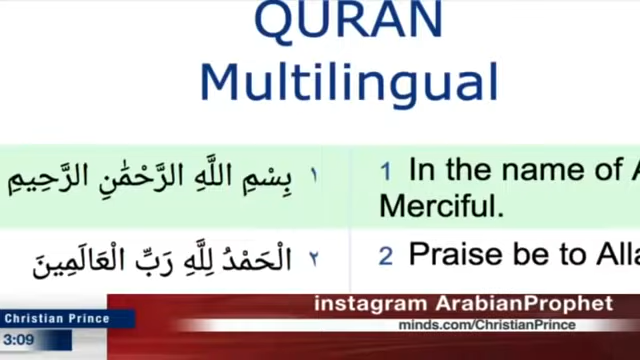 QURAN
Multilingual
بِسْمِ اللَّهِ الرَّحْمَٰنِ الرَّحِيمِ ١
1 In the name of
Merciful.
الْحَمْدُ لِلَّهِ رَبِّ الْعَالَمِينَ ٢
2 Praise be to Alla
instagram ArabianProphet
Christian Prince
minds.com/ChristianPrince
3:09